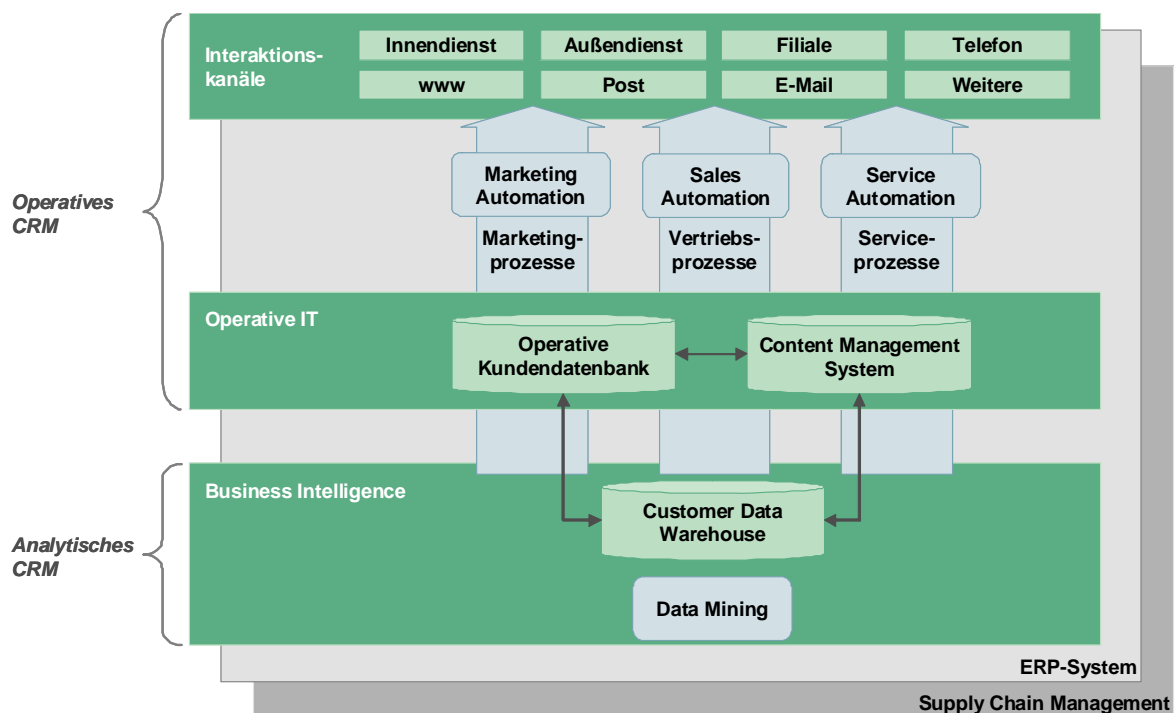 Interaktions-
kanäle
Innendienst
Außendienst
Filiale
Telefon
www
Post
E-Mail
Weitere
Operatives
CRM
Marketing
Automation
Sales
Automation
Service
Automation
Marketing-
prozesse
Vertriebs-
prozesse
Service-
prozesse
Operative IT
Operative
Kundendatenbank
Content Management
System
Analytisches
CRM
Business Intelligence
Customer Data
Warehouse
Data Mining
ERP-System
Supply Chain Management